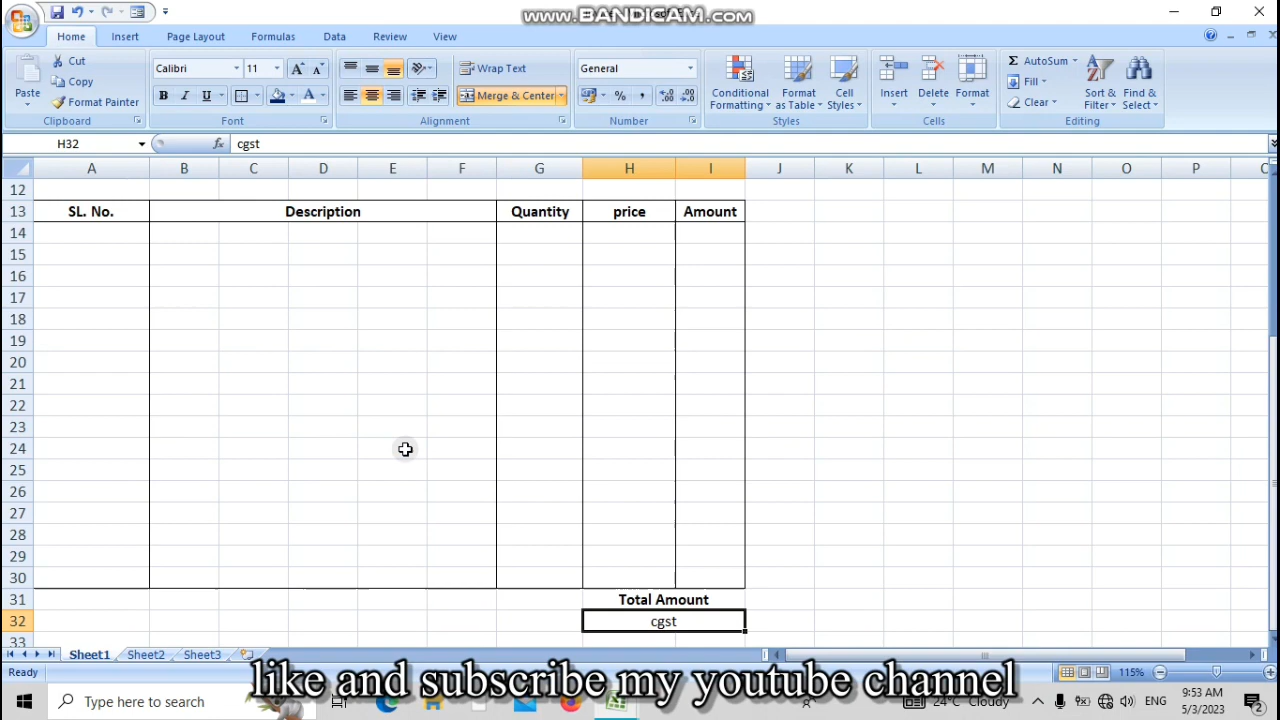 www.BANDICAM.com
Home Insert Page Layout Formulas Data Review View
Paste
Cut
Copy
Format Painter
Clipboard
Calibri 11
B I U
Font
Wrap Text
Merge & Center
Alignment
General
%
Number
Conditional Formatting
Format as Table
Cell Styles
Styles
Insert Delete Format
Cells
AutoSum
Fill
Clear
Sort & Filter
Find & Select
Editing
H32 fx cgst
A B C D E F G H I J K L M N O P
12
13 SL. No. Description Quantity price Amount
14
15
16
17
18
19
20
21
22
23
24
25
26
27
28
29
30
31 Total Amount
32 cgst
33
Sheet1 Sheet2 Sheet3
like and subscribe my youtube channel
Ready 115%
Type here to search
24°C Cloudy ENG 9:53 AM
5/3/2023
2